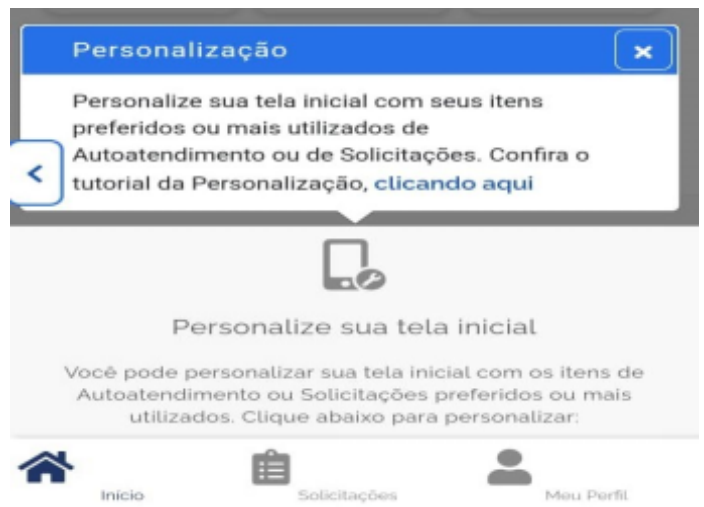 Personalização
Personalize sua tela inicial com seus itens
preferidos ou mais utilizados de
Autoatendimento ou de Solicitações. Confira o
tutorial da Personalização, clicando aqui
Personalize sua tela inicial
Você pode personalizar sua tela inicial com os itens de
Autoatendimento ou Solicitações preferidos ou mais
utilizados. Clique abaixo para personalizar:
Início
Solicitações
Meu Perfil